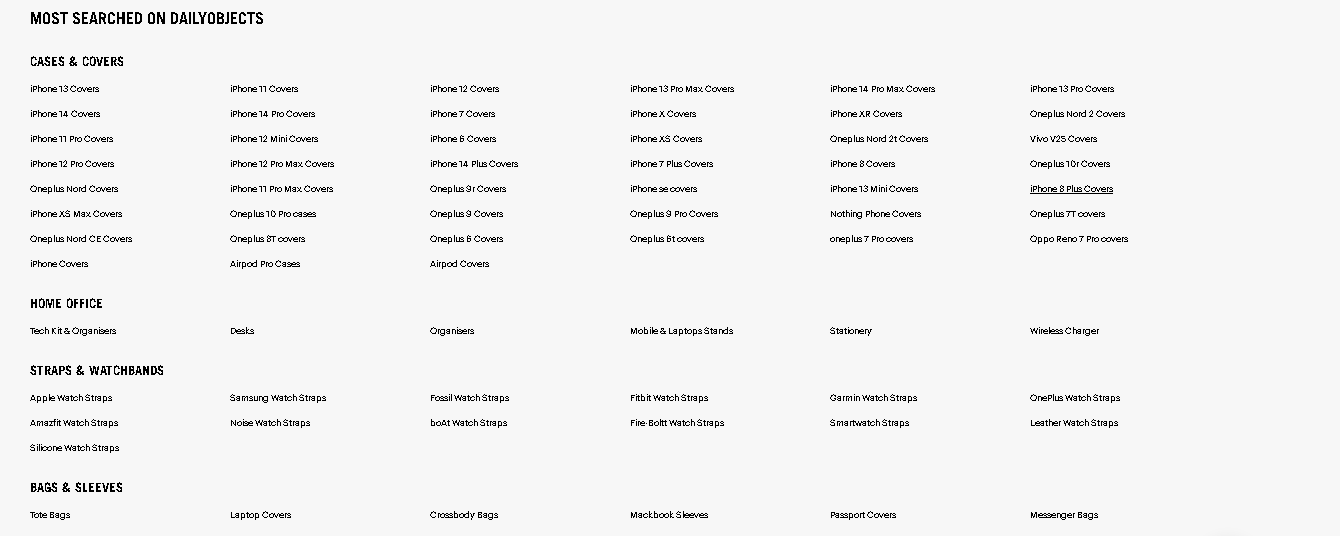 MOST SEARCHED ON DAILYOBJECTS
CASES & COVERS
iPhone 13 Covers iPhone 11 Covers iPhone 12 Covers iPhone 13 Pro Max Covers iPhone 14 Pro Max Covers iPhone 13 Pro Covers
iPhone 14 Covers iPhone 14 Pro Covers iPhone 7 Covers iPhone X Covers iPhone XR Covers Oneplus Nord 2 Covers
iPhone 11 Pro Covers iPhone 12 Mini Covers iPhone 6 Covers iPhone XS Covers Oneplus Nord 2t Covers Vivo V25 Covers
iPhone 12 Pro Covers iPhone 12 Pro Max Covers iPhone 14 Plus Covers iPhone 7 Plus Covers iPhone 8 Covers Oneplus 10r Covers
Oneplus Nord Covers iPhone 11 Pro Max Covers Oneplus 9r Covers iPhone se covers iPhone 13 Mini Covers iPhone 8 Plus Covers
iPhone XS Max Covers Oneplus 10 Pro cases Oneplus 9 Covers Oneplus 9 Pro Covers Nothing Phone Covers Oneplus 7T covers
Oneplus Nord CE Covers Oneplus 8T covers Oneplus 6 Covers Oneplus 6t covers oneplus 7 Pro covers Oppo Reno 7 Pro covers
iPhone Covers Airpod Pro Cases Airpod Covers
HOME OFFICE
Tech Kit & Organisers Desks Organisers Mobile & Laptops Stands Stationery Wireless Charger
STRAPS & WATCHBANDS
Apple Watch Straps Samsung Watch Straps Fossil Watch Straps Fitbit Watch Straps Garmin Watch Straps OnePlus Watch Straps
Amazfit Watch Straps Noise Watch Straps boAt Watch Straps Fire-Boltt Watch Straps Smartwatch Straps Leather Watch Straps
Silicone Watch Straps
BAGS & SLEEVES
Tote Bags Laptop Covers Crossbody Bags Mackbook Sleeves Passport Covers Messenger Bags